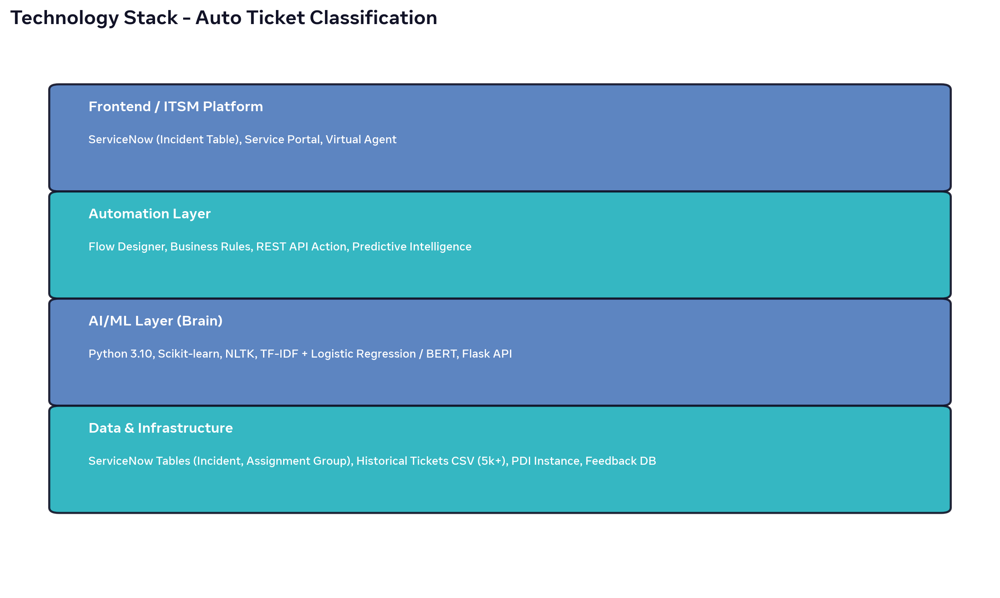 Technology Stack - Auto Ticket Classification
Frontend / ITSM Platform
ServiceNow (Incident Table), Service Portal, Virtual Agent
Automation Layer
Flow Designer, Business Rules, REST API Action, Predictive Intelligence
AI/ML Layer (Brain)
Python 3.10, Scikit-learn, NLTK, TF-IDF + Logistic Regression / BERT, Flask API
Data & Infrastructure
ServiceNow Tables (Incident, Assignment Group), Historical Tickets CSV (5k+), PDI Instance, Feedback DB